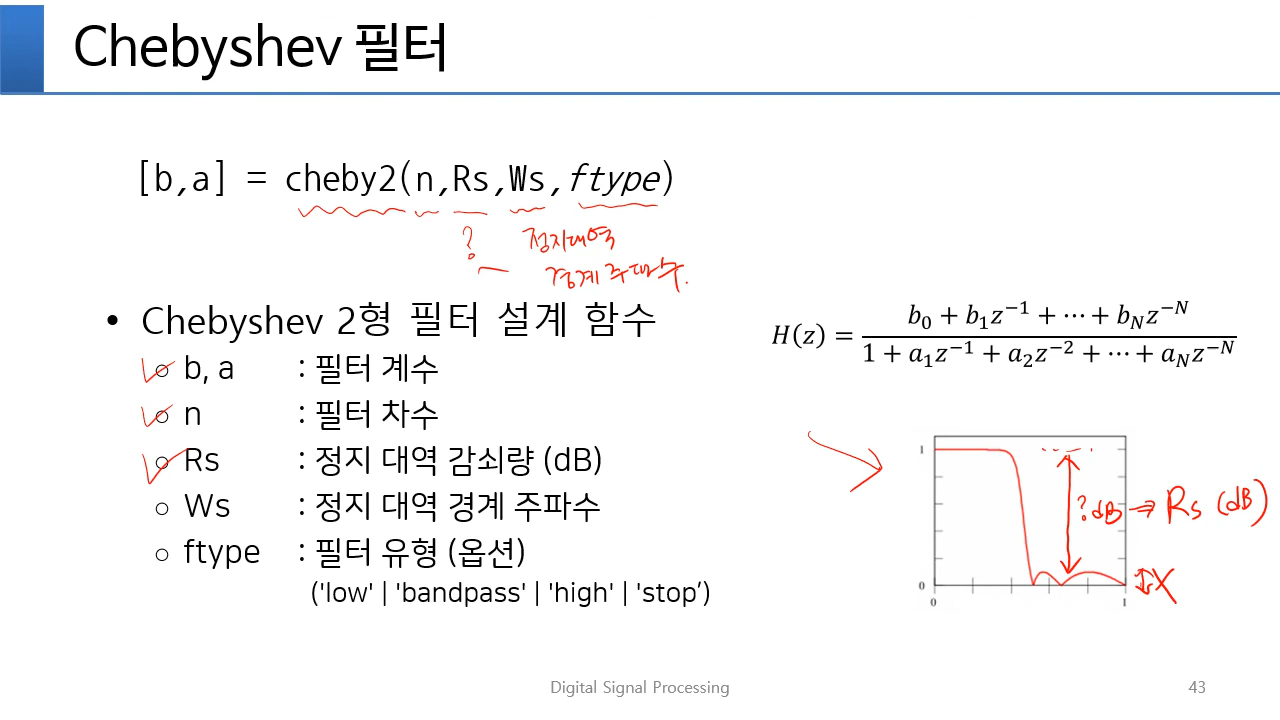 Chebyshev 필터
[b,a] = cheby2(n,Rs,Ws,ftype)
?
정지대역
경계 주파수.
• Chebyshev 2형 필터 설계 함수
○ b, a : 필터 계수
○ n : 필터 차수
○ Rs : 정지 대역 감쇠량 (dB)
○ Ws : 정지 대역 경계 주파수
○ ftype : 필터 유형 (옵션)
('low' | 'bandpass' | 'high' | 'stop')
H(z) = (b₀ + b₁z⁻¹ + ⋯ + b_N z⁻ᴺ) / (1 + a₁z⁻¹ + a₂z⁻² + ⋯ + a_N z⁻ᴺ)
1
?dB ⇒ Rs (dB)
X
0
0 1
Digital Signal Processing 43